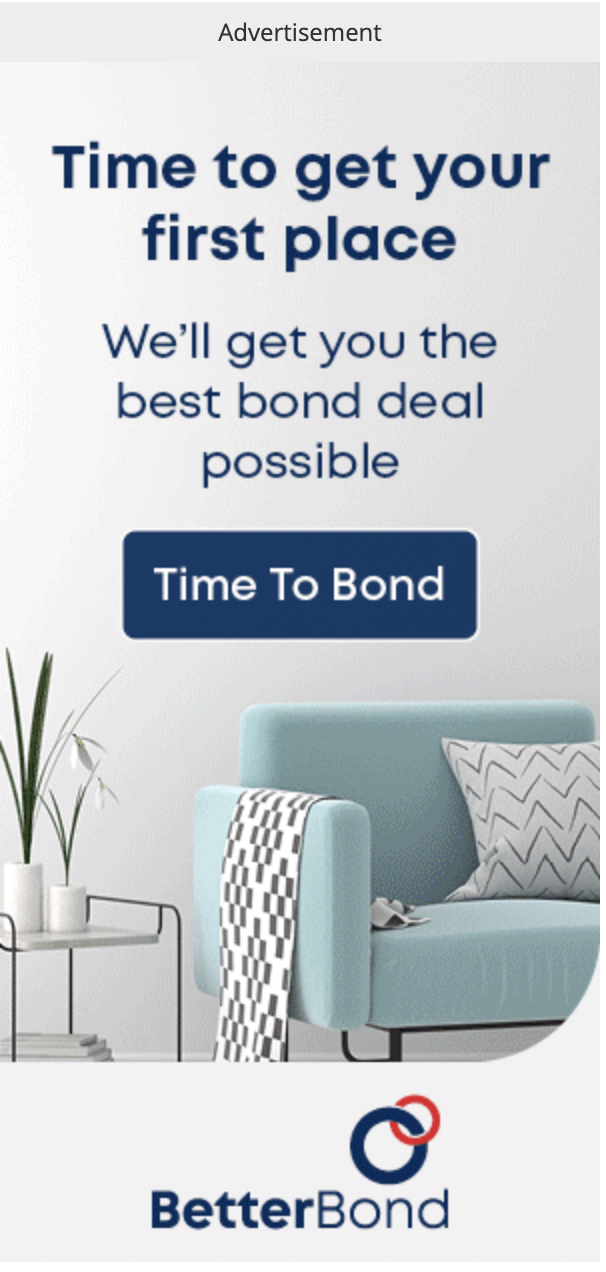 Advertisement
Time to get your
first place
We’ll get you the
best bond deal
possible
Time To Bond
BetterBond